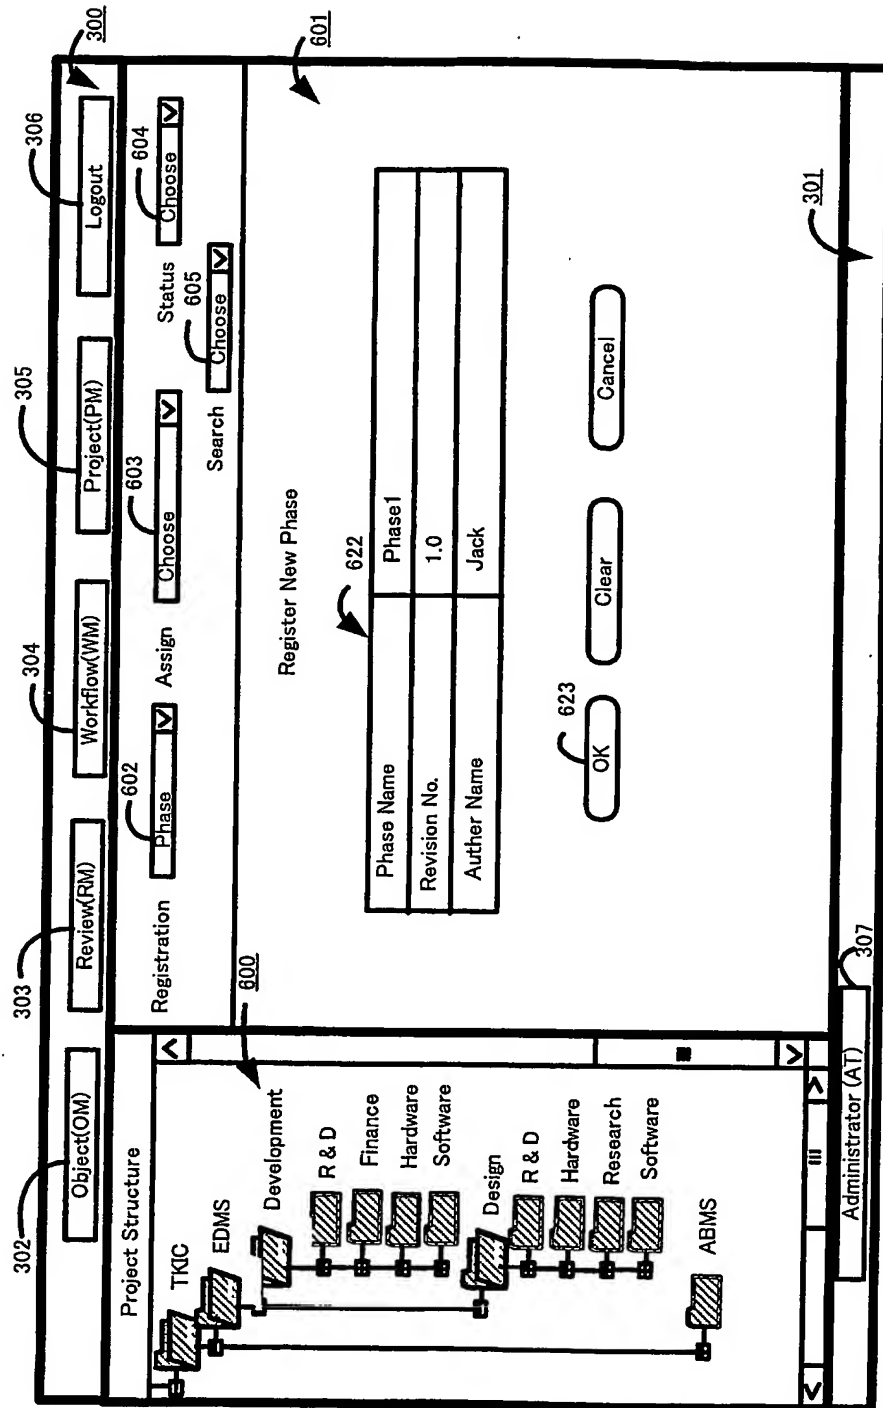 302
303
304
305
306
300
Object(OM)
Review(RM)
Workflow(WM)
Project(PM)
Logout
Project Structure
TKIC
EDMS
Development
R & D
Finance
Hardware
Software
Design
R & D
Hardware
Research
Software
ABMS
600
602
603
604
601
Registration
Phase
Assign
Choose
Status
Choose
605
Search
Choose
Register New Phase
622
Phase Name
Phase1
Revision No.
1.0
Auther Name
Jack
623
OK
Clear
Cancel
Administrator (AT)
307
301